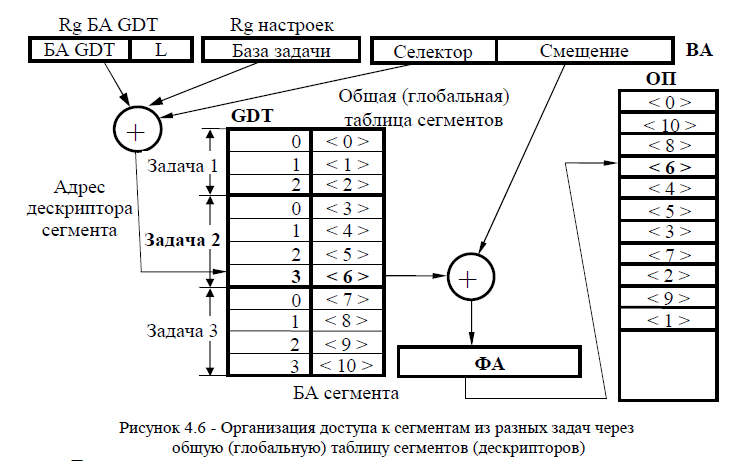 Rg БА GDT
Rg настроек
БА GDT
L
База задачи
Селектор
Смещение
ВА
ОП
Общая (глобальная)
таблица сегментов
GDT
+
Задача 1
0 < 0 >
1 < 1 >
2 < 2 >
Адрес
дескриптора
сегмента
Задача 2
0 < 3 >
1 < 4 >
2 < 5 >
3 < 6 >
Задача 3
0 < 7 >
1 < 8 >
2 < 9 >
3 < 10 >
БА сегмента
+
ФА
< 0 >
< 10 >
< 8 >
< 6 >
< 4 >
< 5 >
< 3 >
< 7 >
< 2 >
< 9 >
< 1 >
Рисунок 4.6 - Организация доступа к сегментам из разных задач через
общую (глобальную) таблицу сегментов (дескрипторов)